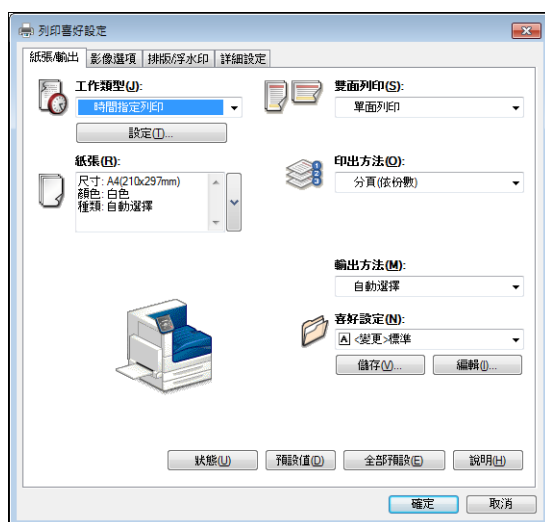 列印喜好設定
紙張/輸出 影像選項 排版/浮水印 詳細設定
工作類型(J):
時間指定列印
設定(T)...
紙張(R):
尺寸: A4(210x297mm)
顏色: 白色
種類: 自動選擇
雙面列印(S):
單面列印
印出方法(O):
分頁(依份數)
輸出方法(M):
自動選擇
喜好設定(N):
A <變更>標準
儲存(V)... 編輯(I)...
狀態(U) 預設值(D) 全部預設(E) 說明(H)
確定 取消